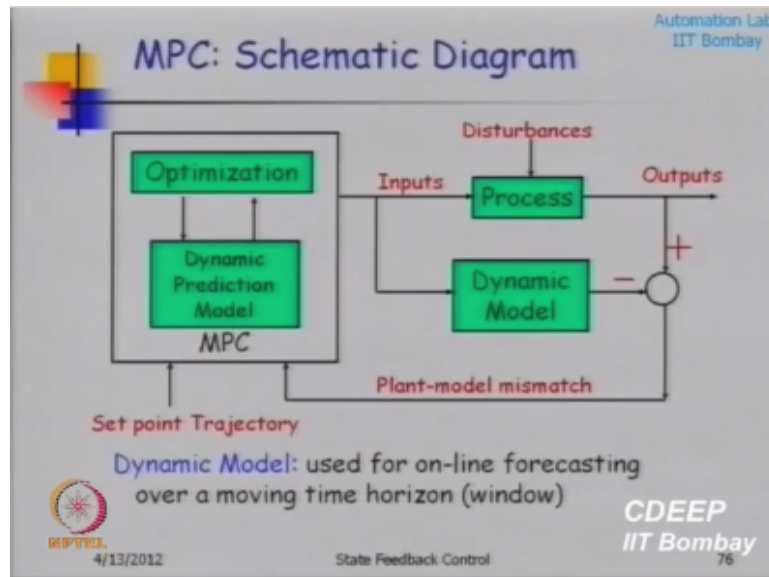 Automation Lab
IIT Bombay
MPC: Schematic Diagram
Disturbances
Optimization
Inputs
Process
Outputs
+
Dynamic
Prediction
Model
Dynamic
Model
−
MPC
Plant-model mismatch
Set point Trajectory
Dynamic Model: used for on-line forecasting
over a moving time horizon (window)
NPTEL
CDEEP
IIT Bombay
4/13/2012
State Feedback Control
76